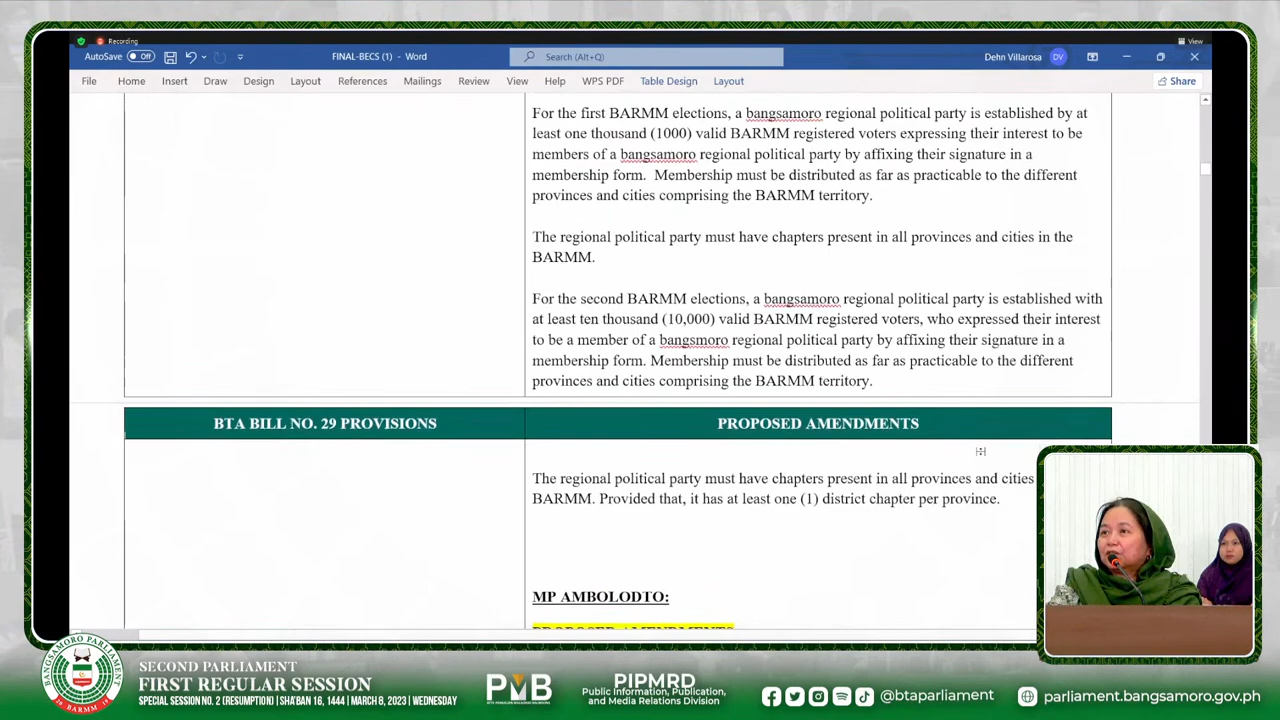 Recording
View
AutoSave Off
FINAL-BECS (1) - Word
Search (Alt+Q)
Dehn Villarosa DV
File Home Insert Draw Design Layout References Mailings Review View Help WPS PDF Table Design Layout Share
For the first BARMM elections, a bangsamoro regional political party is established by at
least one thousand (1000) valid BARMM registered voters expressing their interest to be
members of a bangsamoro regional political party by affixing their signature in a
membership form. Membership must be distributed as far as practicable to the different
provinces and cities comprising the BARMM territory.
The regional political party must have chapters present in all provinces and cities in the
BARMM.
For the second BARMM elections, a bangsamoro regional political party is established with
at least ten thousand (10,000) valid BARMM registered voters, who expressed their interest
to be a member of a bangsmoro regional political party by affixing their signature in a
membership form. Membership must be distributed as far as practicable to the different
provinces and cities comprising the BARMM territory.
BTA BILL NO. 29 PROVISIONS
PROPOSED AMENDMENTS
The regional political party must have chapters present in all provinces and cities
BARMM. Provided that, it has at least one (1) district chapter per province.
MP AMBOLODTO:
PROPOSED AMENDMENTS
BANGSAMORO PARLIAMENT
BARMM
SECOND PARLIAMENT
FIRST REGULAR SESSION
SPECIAL SESSION NO. 2 (RESUMPTION) | SHA'BAN 16, 1444 | MARCH 8, 2023 | WEDNESDAY
PMB
PIPMRD
Public Information, Publication,
and Media Relations Division
@btaparliament
parliament.bangsamoro.gov.ph